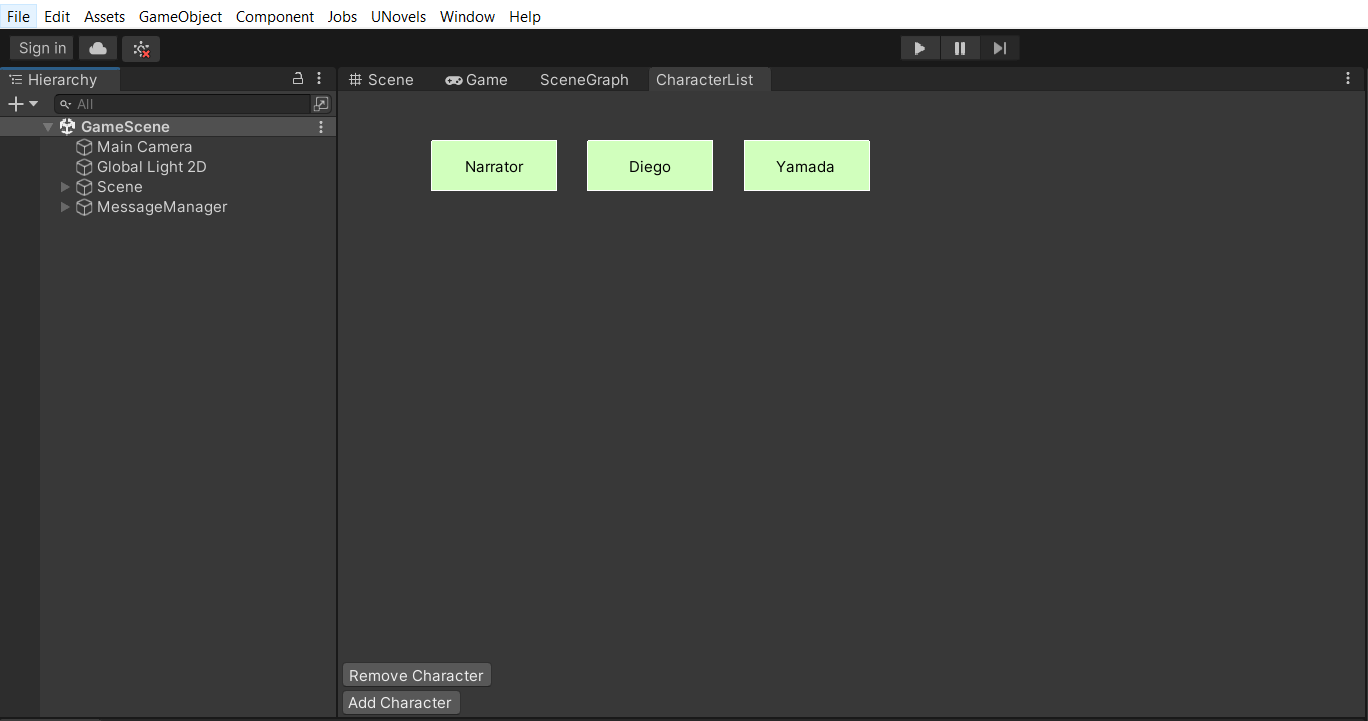 File Edit Assets GameObject Component Jobs UNovels Window Help
Sign in
Hierarchy
All
GameScene
Main Camera
Global Light 2D
Scene
MessageManager
Scene Game SceneGraph CharacterList
Narrator Diego Yamada
Remove Character
Add Character